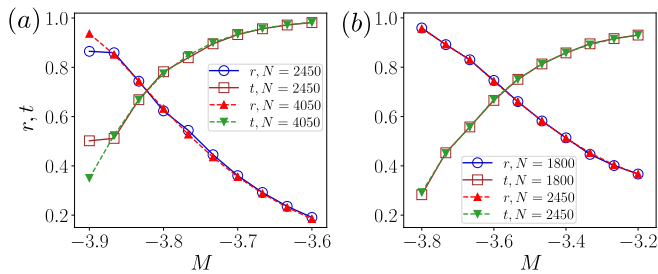 (a)
r, t
1.0
0.8
0.6
0.4
0.2
r, N = 2450
t, N = 2450
r, N = 4050
t, N = 4050
−3.9
−3.8
−3.7
−3.6
M
(b)
1.0
0.8
0.6
0.4
0.2
r, N = 1800
t, N = 1800
r, N = 2450
t, N = 2450
−3.8
−3.6
−3.4
−3.2
M